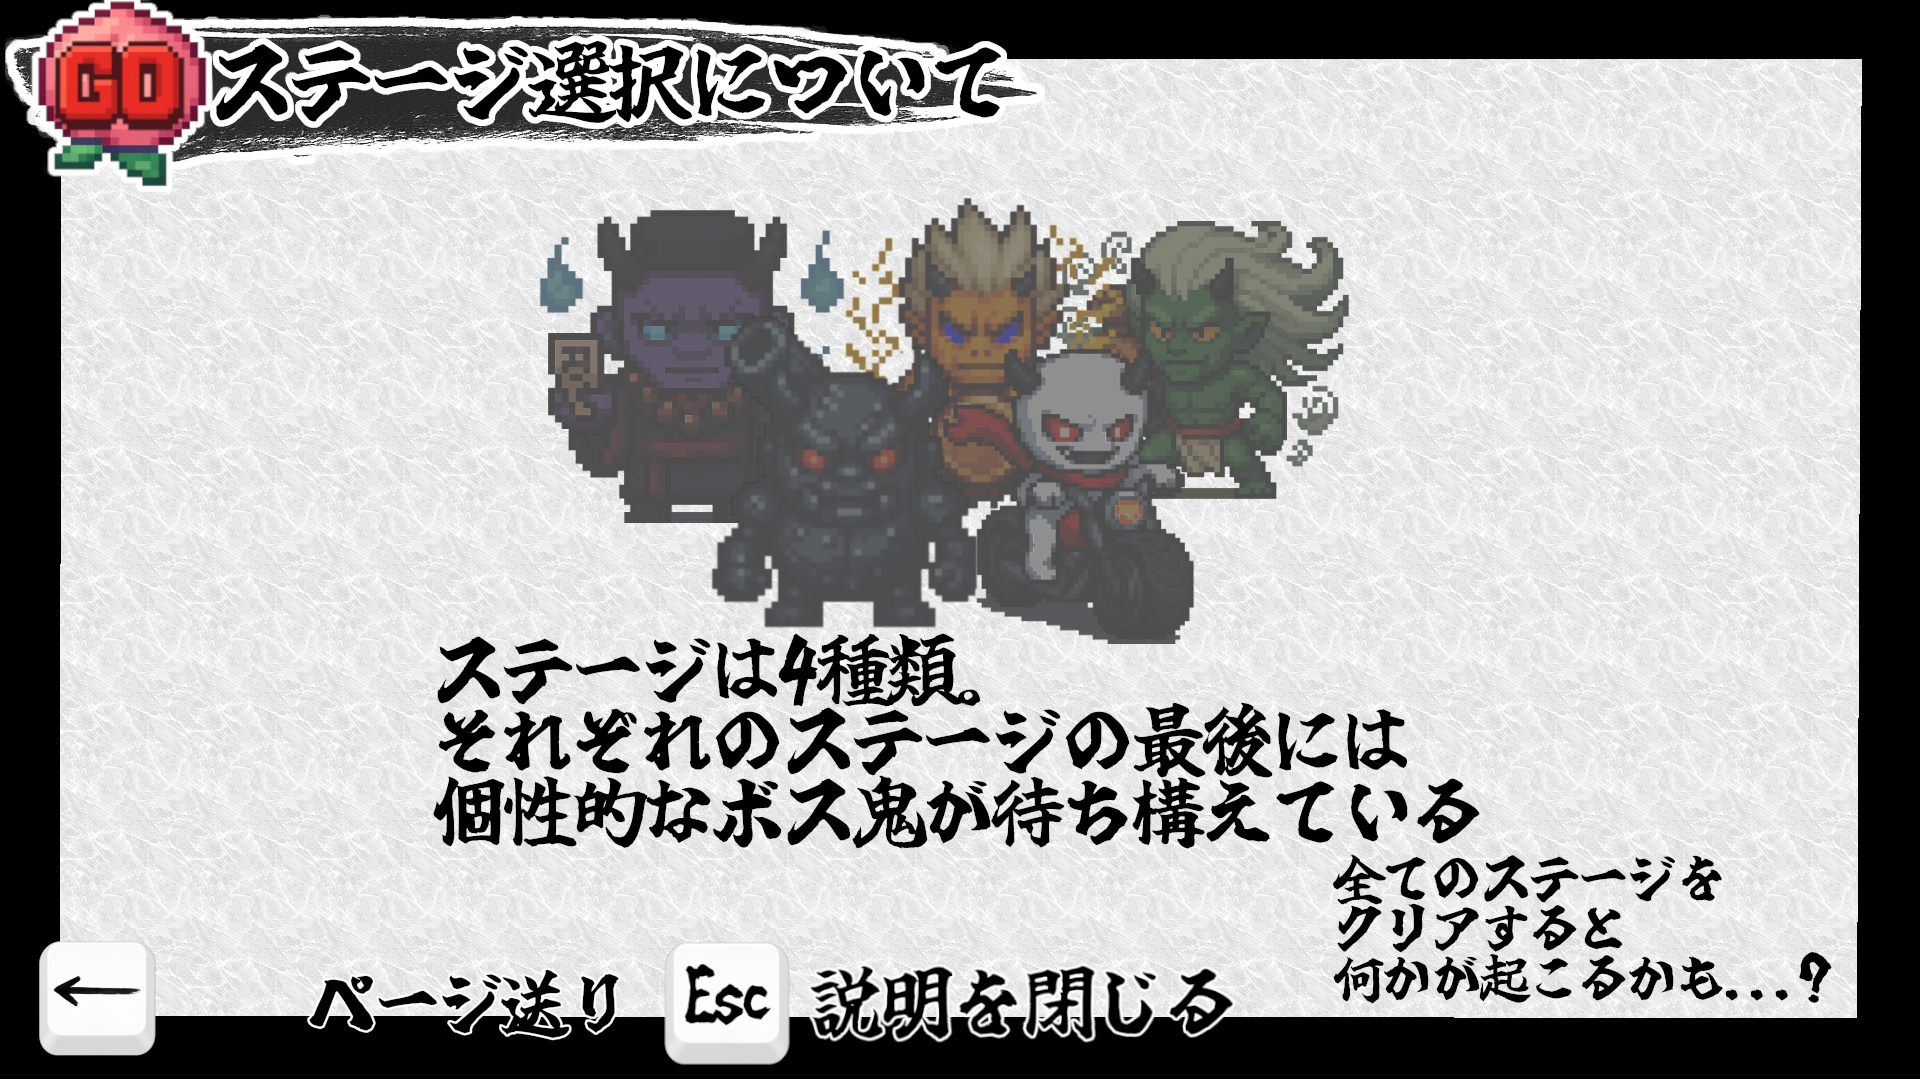 GO
ステージ選択について
ステージは4種類。
それぞれのステージの最後には
個性的なボス鬼が待ち構えている
全てのステージを
クリアすると
何かが起こるかも...?
←
ページ送り
Esc
説明を閉じる